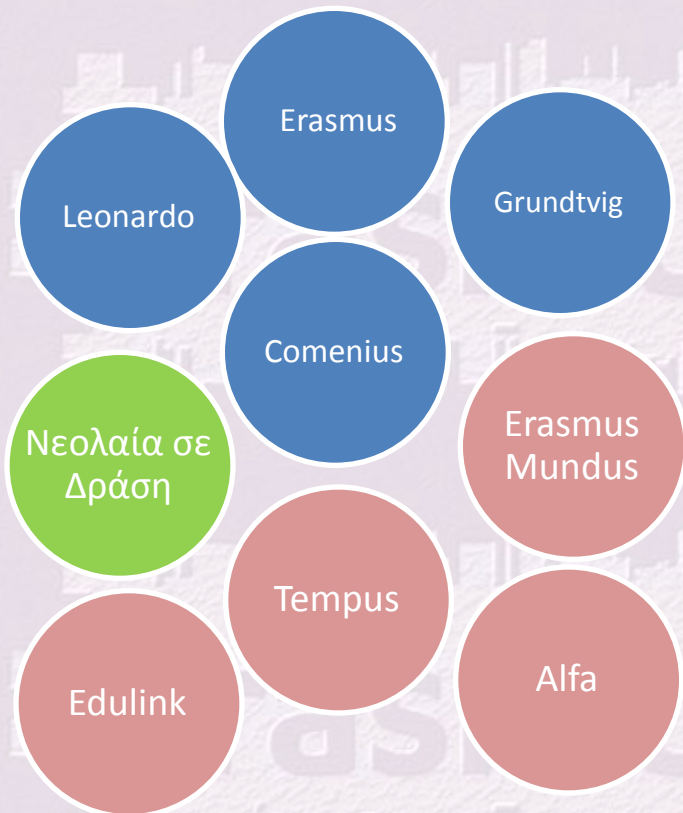 Erasmus
Leonardo
Grundtvig
Comenius
Νεολαία σε
Δράση
Erasmus
Mundus
Tempus
Edulink
Alfa